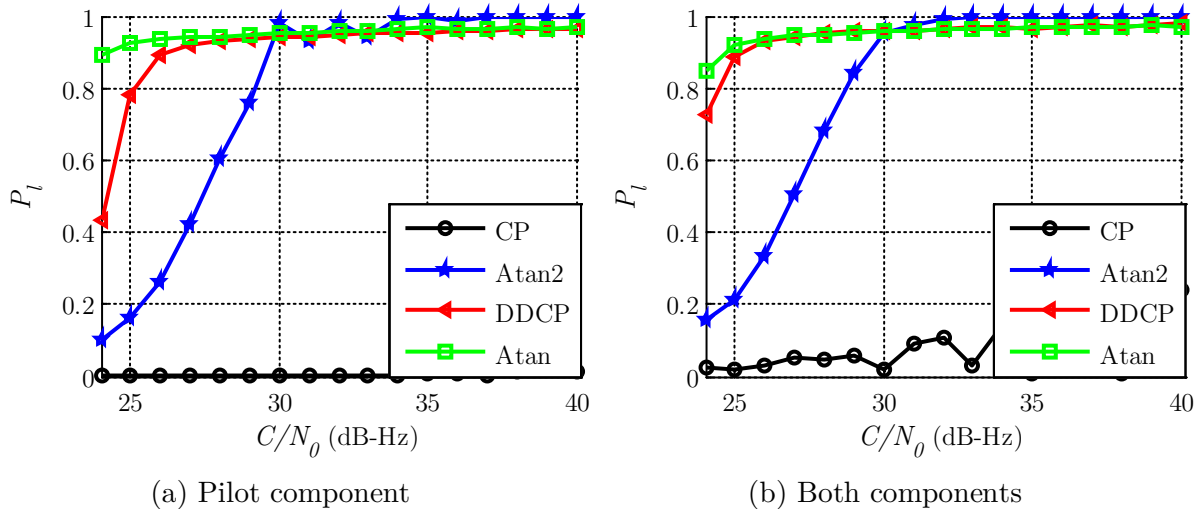 1
0.8
0.6
0.4
0.2
0
P_l
25
30
35
40
C/N_0 (dB-Hz)
CP
Atan2
DDCP
Atan
(a) Pilot component
1
0.8
0.6
0.4
0.2
0
P_l
25
30
35
40
C/N_0 (dB-Hz)
CP
Atan2
DDCP
Atan
(b) Both components